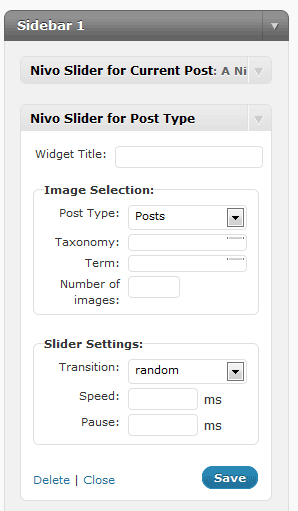 Sidebar 1
Nivo Slider for Current Post: A Ni
Nivo Slider for Post Type
Widget Title:
Image Selection:
Post Type: Posts
Taxonomy:
Term:
Number of
images:
Slider Settings:
Transition: random
Speed: ms
Pause: ms
Delete | Close Save